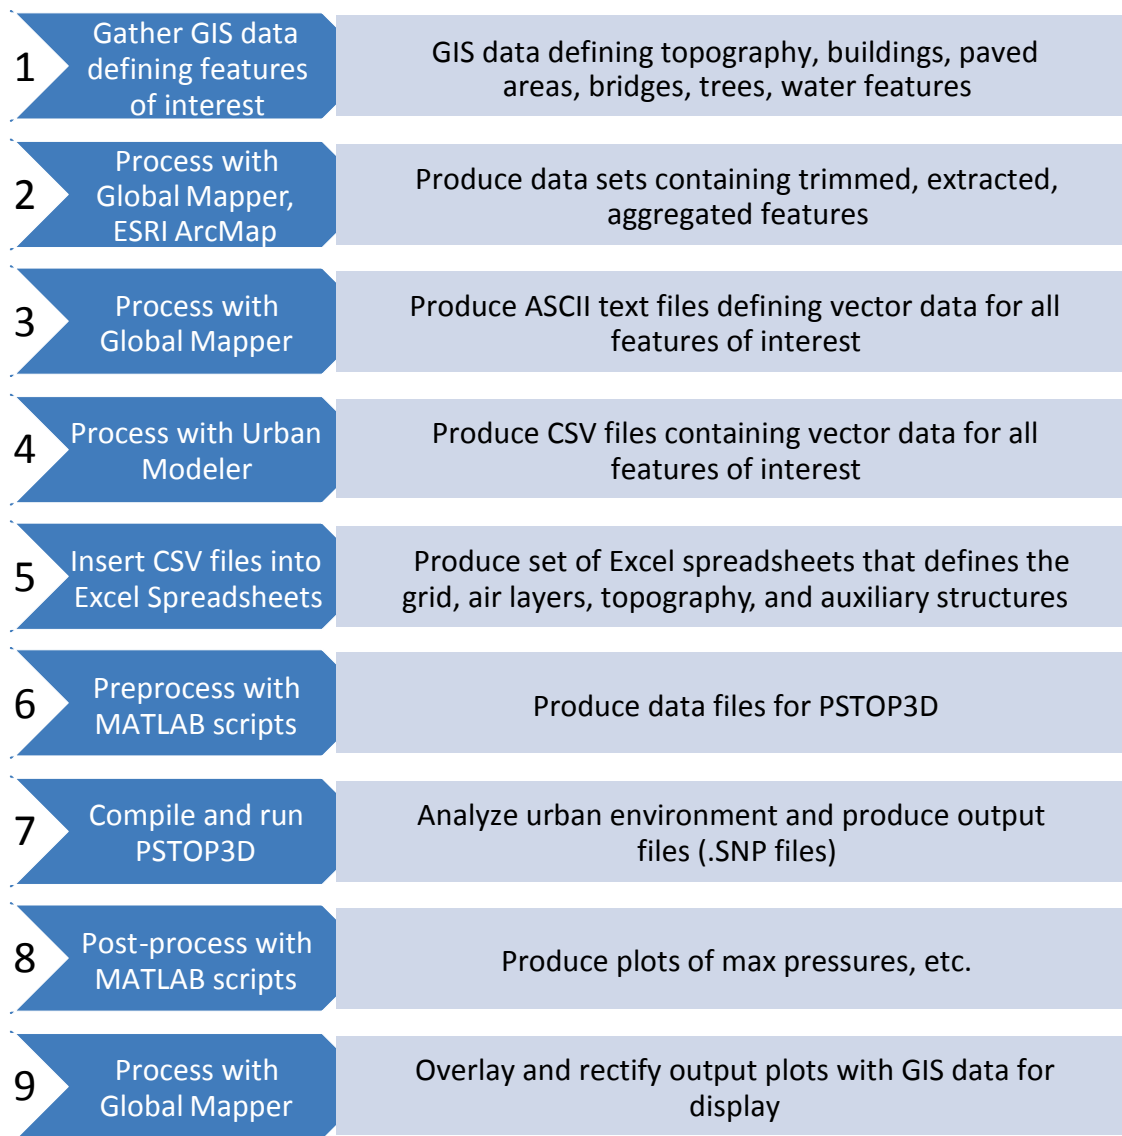 1
Gather GIS data
defining features
of interest
GIS data defining topography, buildings, paved
areas, bridges, trees, water features
2
Process with
Global Mapper,
ESRI ArcMap
Produce data sets containing trimmed, extracted,
aggregated features
3
Process with
Global Mapper
Produce ASCII text files defining vector data for all
features of interest
4
Process with Urban
Modeler
Produce CSV files containing vector data for all
features of interest
5
Insert CSV files into
Excel Spreadsheets
Produce set of Excel spreadsheets that defines the
grid, air layers, topography, and auxiliary structures
6
Preprocess with
MATLAB scripts
Produce data files for PSTOP3D
7
Compile and run
PSTOP3D
Analyze urban environment and produce output
files (.SNP files)
8
Post-process with
MATLAB scripts
Produce plots of max pressures, etc.
9
Process with
Global Mapper
Overlay and rectify output plots with GIS data for
display